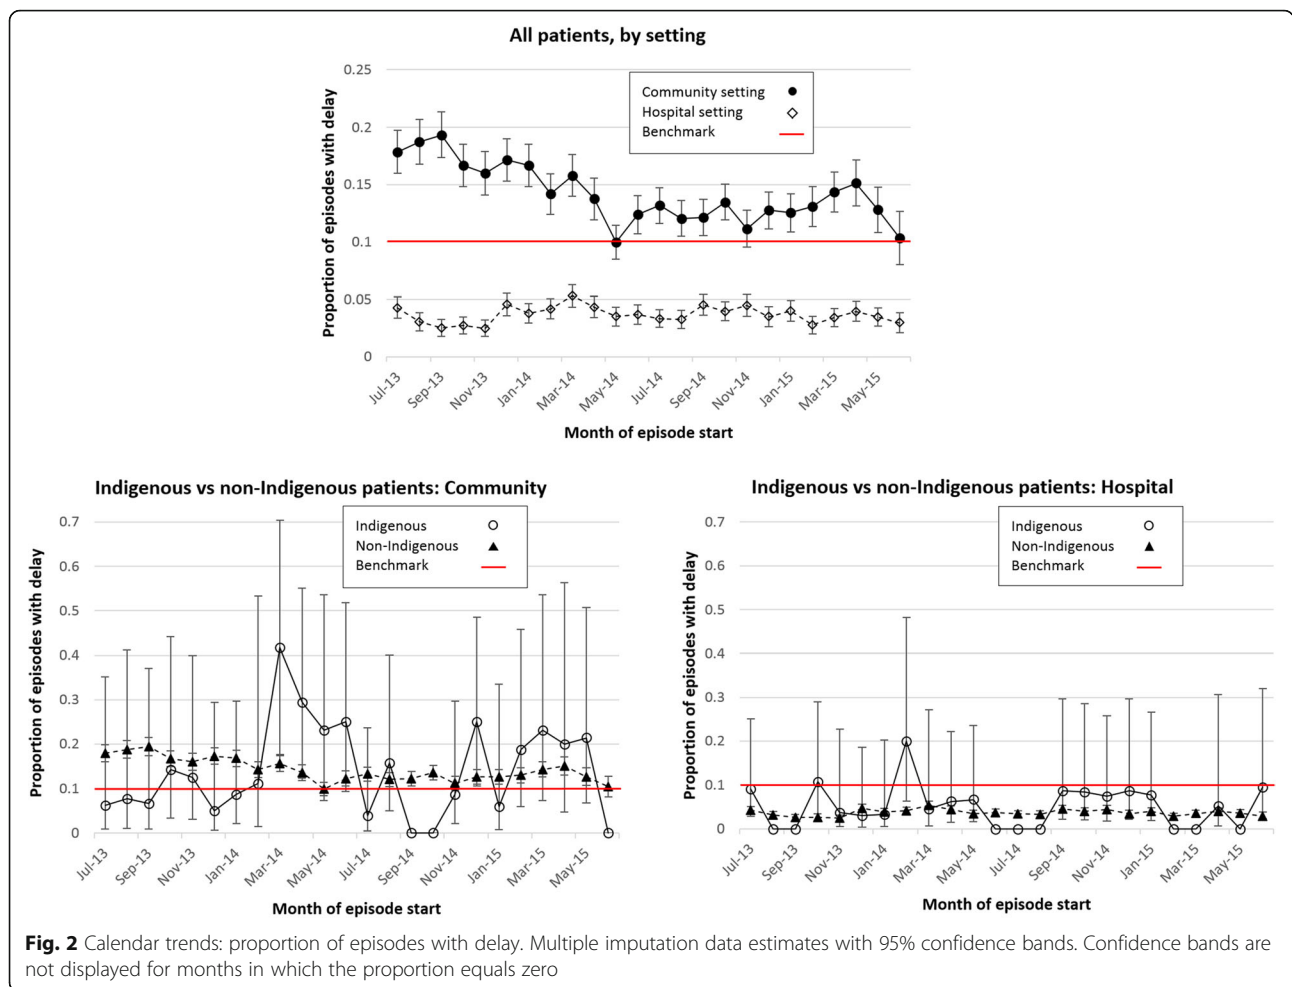 All patients, by setting
Proportion of episodes with delay
0.25
0.2
0.15
0.1
0.05
0
Community setting
Hospital setting
Benchmark
Jul-13 Sep-13 Nov-13 Jan-14 Mar-14 May-14 Jul-14 Sep-14 Nov-14 Jan-15 Mar-15 May-15
Month of episode start
Indigenous vs non-Indigenous patients: Community
Proportion of episodes with delay
0.7
0.6
0.5
0.4
0.3
0.2
0.1
0
Indigenous
Non-Indigenous
Benchmark
Jul-13 Sep-13 Nov-13 Jan-14 Mar-14 May-14 Jul-14 Sep-14 Nov-14 Jan-15 Mar-15 May-15
Month of episode start
Indigenous vs non-Indigenous patients: Hospital
Proportion of episodes with delay
0.7
0.6
0.5
0.4
0.3
0.2
0.1
0
Indigenous
Non-Indigenous
Benchmark
Jul-13 Sep-13 Nov-13 Jan-14 Mar-14 May-14 Jul-14 Sep-14 Nov-14 Jan-15 Mar-15 May-15
Month of episode start
Fig. 2 Calendar trends: proportion of episodes with delay. Multiple imputation data estimates with 95% confidence bands. Confidence bands are
not displayed for months in which the proportion equals zero